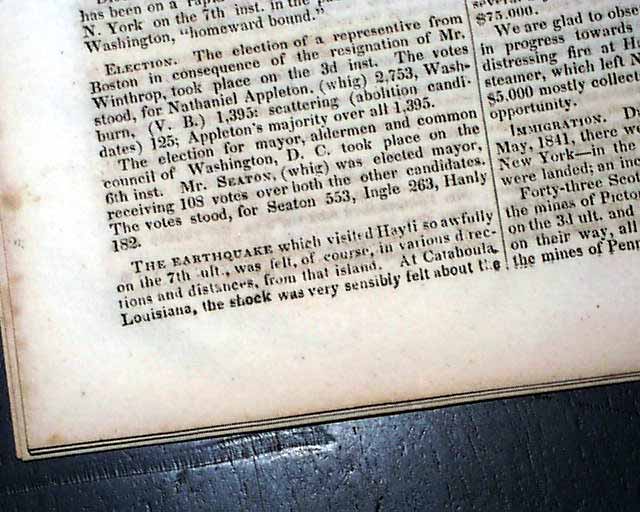 has been on a
N. York on the 7th inst. in the
Washington, "homeward bound."
ELECTION. The election of a representive from
Boston in consequence of the resignation of Mr.
Winthrop, took place on the 3d inst. The votes
stood, for Nathaniel Appleton. (whig) 2,753, Wash-
burn, (V. B.) 1,395: scattering (abolition candi-
dates) 125; Appleton's majority over all 1,395.
The election for mayor, aldermen and common
council of Washington, D. C. took place on the
6th inst. Mr. SEATON, (whig) was elected mayor,
receiving 108 votes over both the other candidates.
The votes stood, for Seaton 553, Ingle 263, Hanly
182.
THE EARTHQUAKE which visited Hayti so awfully
on the 7th ult., was felt, of course, in various direc-
tions and distances, from that island. At Catahoula
Louisiana, the shock was very sensibly felt about the
$75.000.
We are glad to obse
in progress towards
distressing fire at H
steamer, which left N
$5.000 mostly collect
opportunity.
IMMIGRATION. D
May, 1841, there w
New York—in the
were landed; an in
Forty-three Scot
the mines of Picto
on the 3d ult. and
on their way, all
the mines of Penn